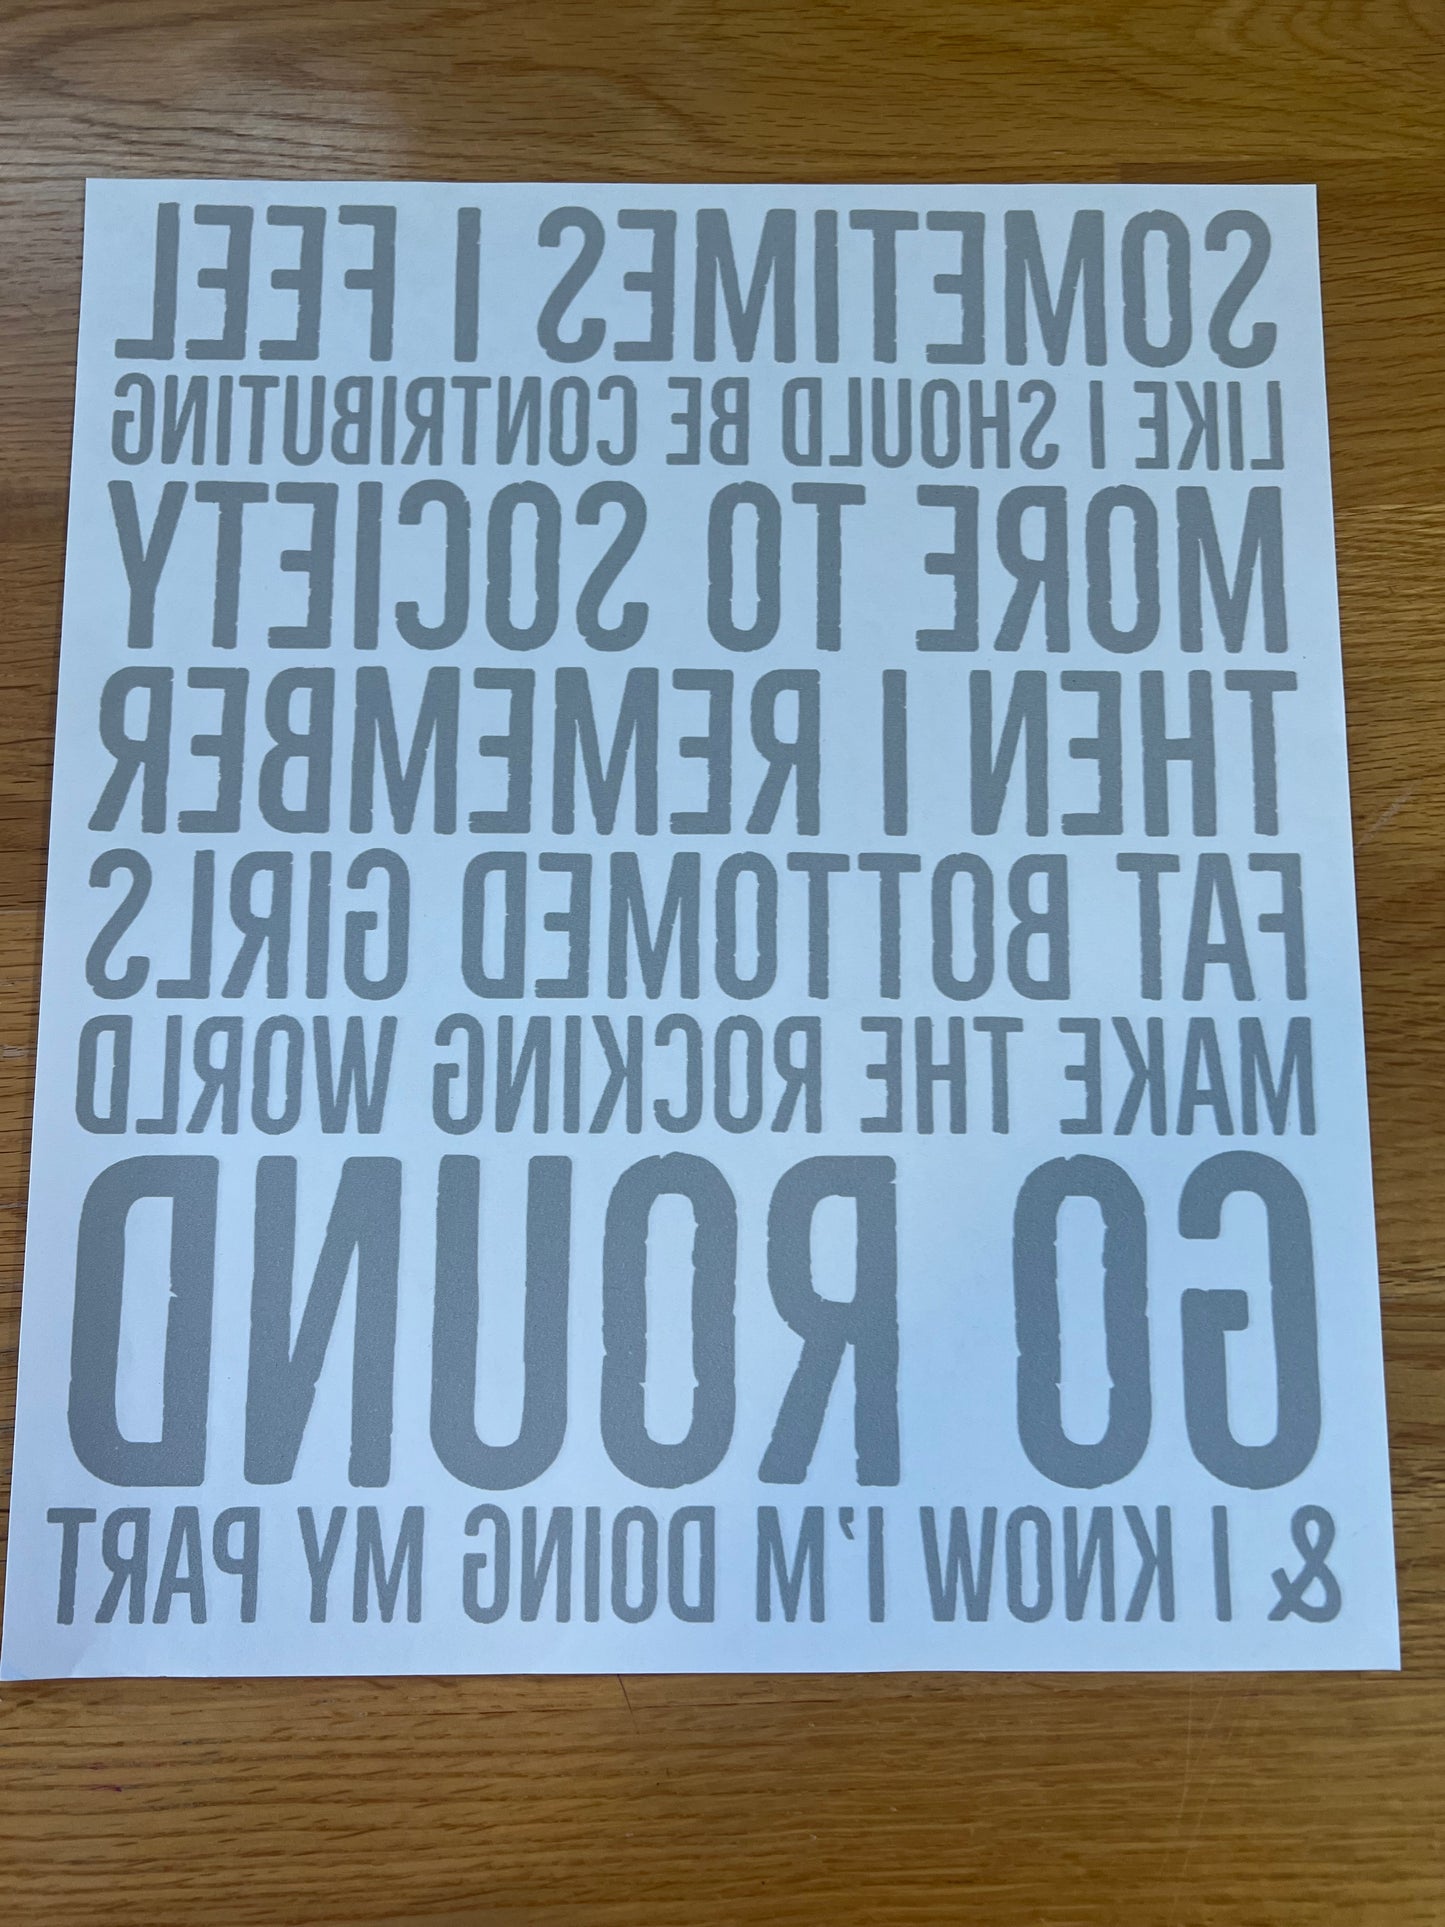 SOMETIMES I FEEL
LIKE I SHOULD BE CONTRIBUTING
MORE TO SOCIETY
THEN I REMEMBER
FAT BOTTOMED GIRLS
MAKE THE ROCKING WORLD
GO ROUND
& I KNOW I'M DOING MY PART